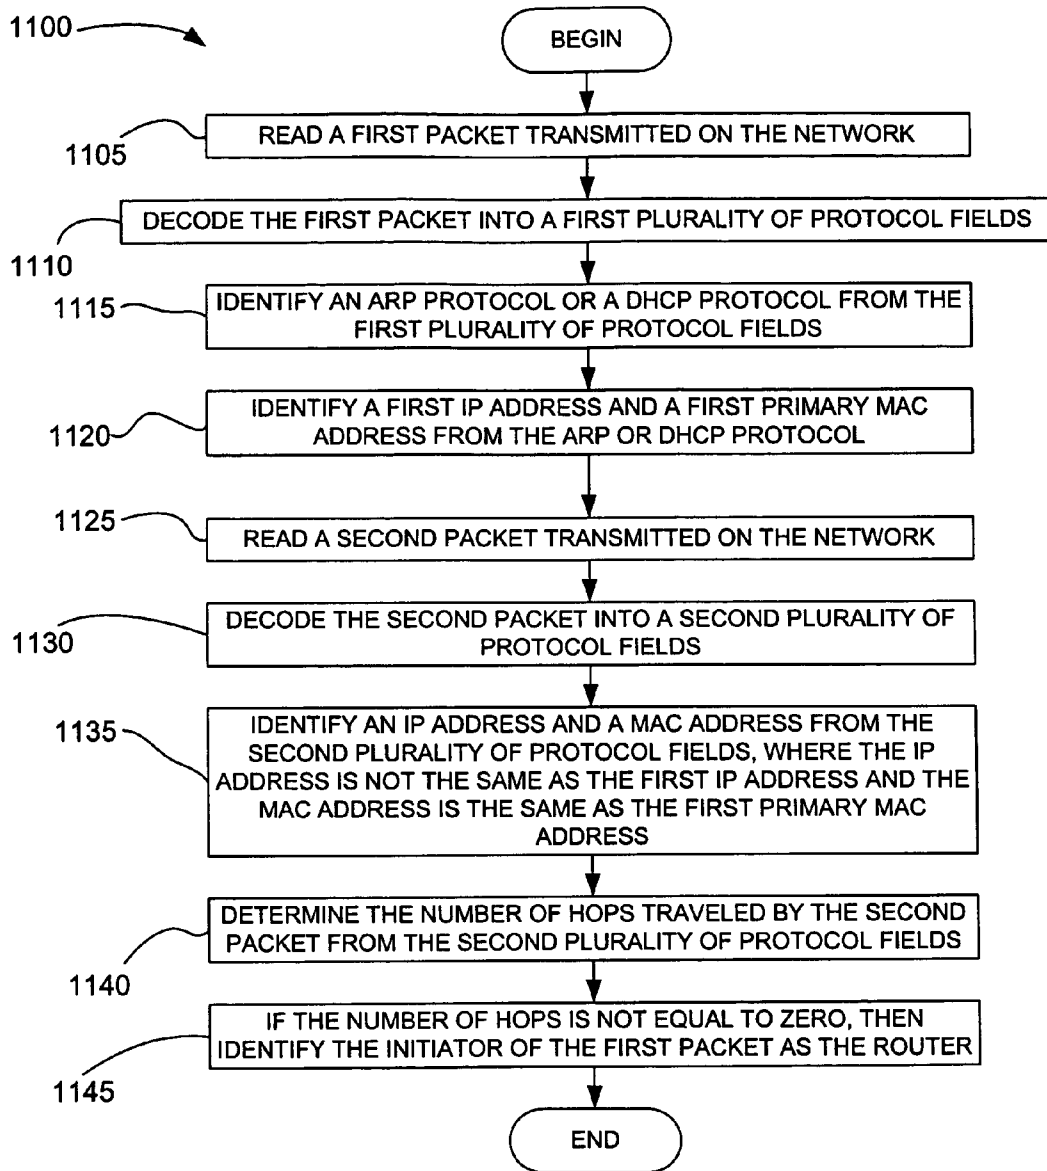 1100
BEGIN
1105
READ A FIRST PACKET TRANSMITTED ON THE NETWORK
1110
DECODE THE FIRST PACKET INTO A FIRST PLURALITY OF PROTOCOL FIELDS
1115
IDENTIFY AN ARP PROTOCOL OR A DHCP PROTOCOL FROM THE
FIRST PLURALITY OF PROTOCOL FIELDS
1120
IDENTIFY A FIRST IP ADDRESS AND A FIRST PRIMARY MAC
ADDRESS FROM THE ARP OR DHCP PROTOCOL
1125
READ A SECOND PACKET TRANSMITTED ON THE NETWORK
1130
DECODE THE SECOND PACKET INTO A SECOND PLURALITY OF
PROTOCOL FIELDS
1135
IDENTIFY AN IP ADDRESS AND A MAC ADDRESS FROM THE
SECOND PLURALITY OF PROTOCOL FIELDS, WHERE THE IP
ADDRESS IS NOT THE SAME AS THE FIRST IP ADDRESS AND THE
MAC ADDRESS IS THE SAME AS THE FIRST PRIMARY MAC
ADDRESS
1140
DETERMINE THE NUMBER OF HOPS TRAVELED BY THE SECOND
PACKET FROM THE SECOND PLURALITY OF PROTOCOL FIELDS
1145
IF THE NUMBER OF HOPS IS NOT EQUAL TO ZERO, THEN
IDENTIFY THE INITIATOR OF THE FIRST PACKET AS THE ROUTER
END